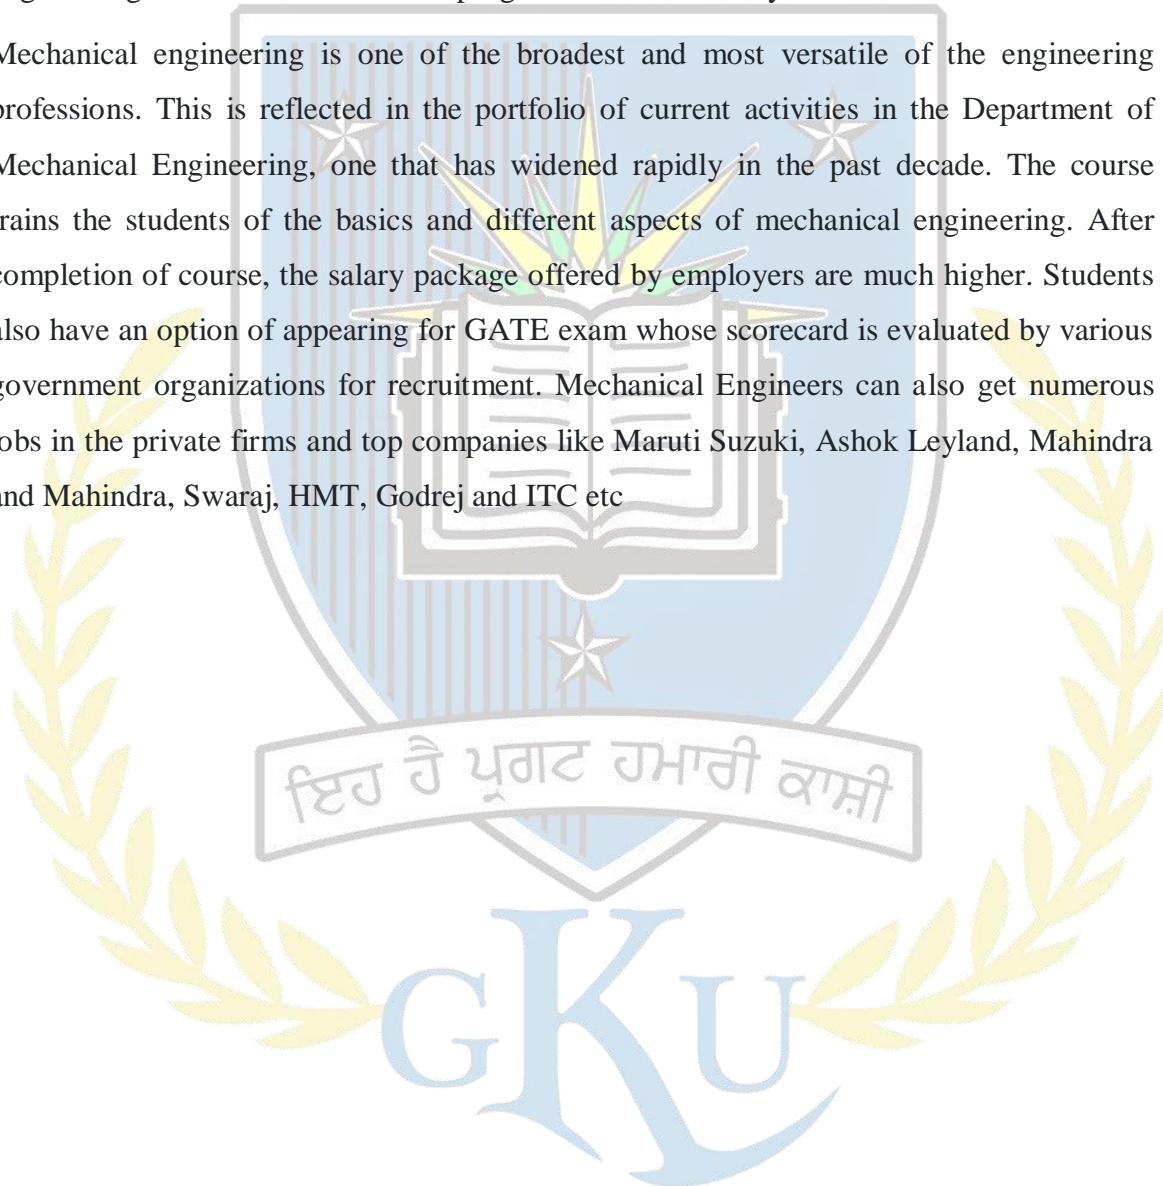 Mechanical engineering is one of the broadest and most versatile of the engineering
professions. This is reflected in the portfolio of current activities in the Department of
Mechanical Engineering, one that has widened rapidly in the past decade. The course
trains the students of the basics and different aspects of mechanical engineering. After
completion of course, the salary package offered by employers are much higher. Students
also have an option of appearing for GATE exam whose scorecard is evaluated by various
government organizations for recruitment. Mechanical Engineers can also get numerous
jobs in the private firms and top companies like Maruti Suzuki, Ashok Leyland, Mahindra
and Mahindra, Swaraj, HMT, Godrej and ITC etc
ਇਹ ਹੈ ਪ੍ਰਗਟ ਹਮਾਰੀ ਕਾਸ਼ੀ
GKU